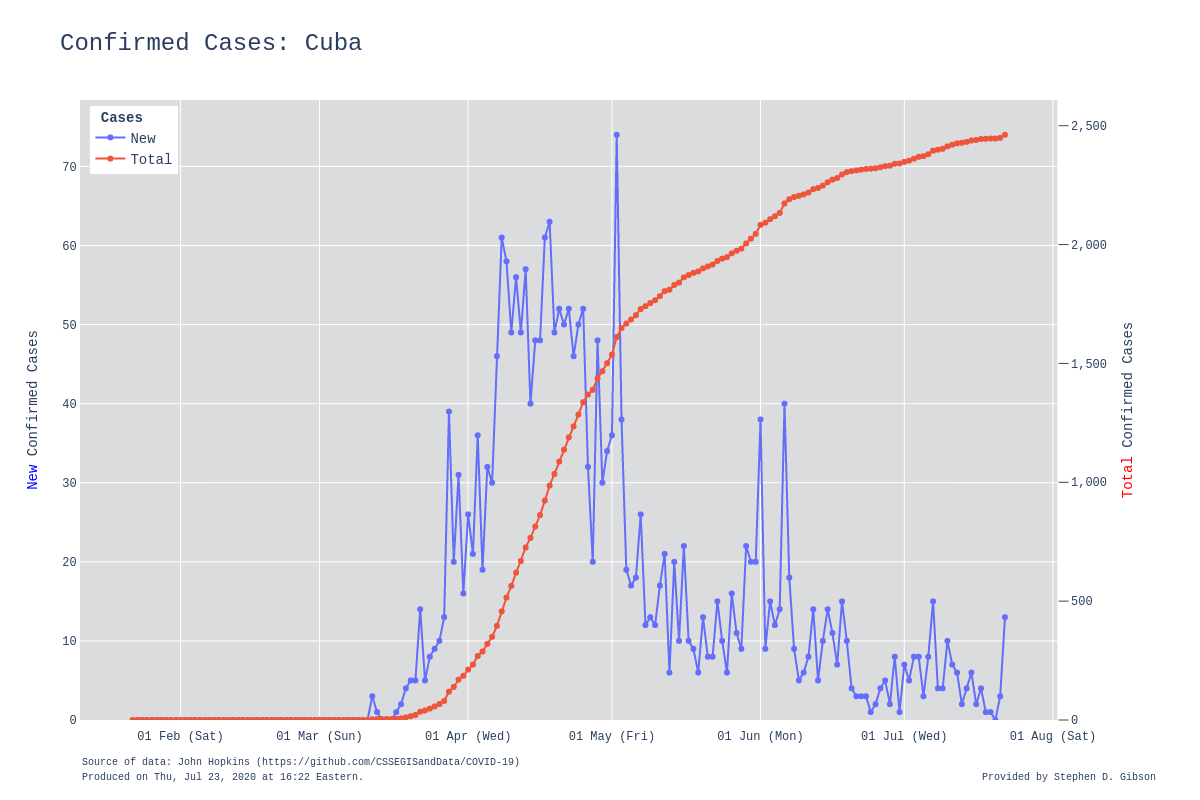 Confirmed Cases: Cuba
Cases
New
Total
70
60
50
40
30
20
10
0
2,500
2,000
1,500
1,000
500
0
New Confirmed Cases
Total Confirmed Cases
01 Feb (Sat)
01 Mar (Sun)
01 Apr (Wed)
01 May (Fri)
01 Jun (Mon)
01 Jul (Wed)
01 Aug (Sat)
Source of data: John Hopkins (https://github.com/CSSEGISandData/COVID-19)
Produced on Thu, Jul 23, 2020 at 16:22 Eastern.
Provided by Stephen D. Gibson